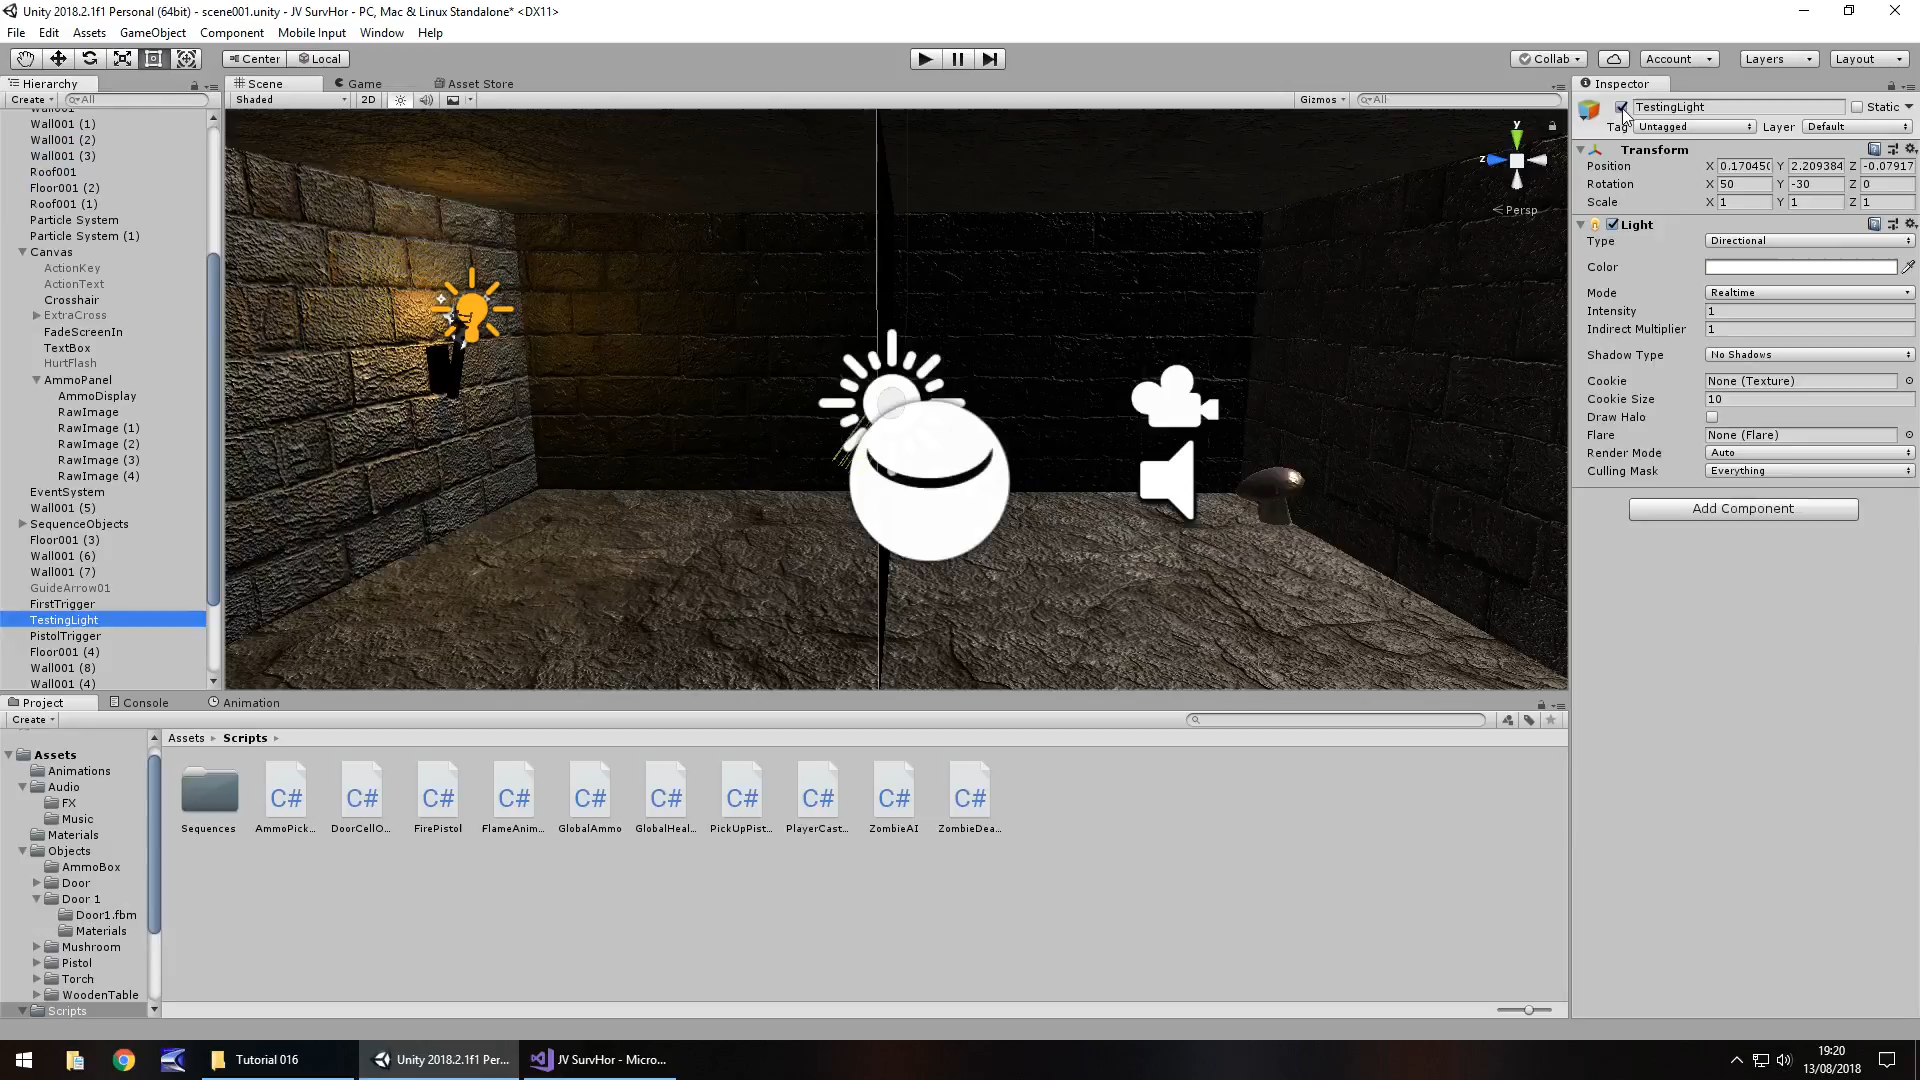 Unity 2018.2.1f1 Personal (64bit) - scene001.unity - JV SurvHor - PC, Mac & Linux Standalone* <DX11>
File Edit Assets GameObject Component Mobile Input Window Help
Center Local Collab Account Layers Layout
Hierarchy Scene Game Asset Store Inspector
Create All Shaded 2D Gizmos All
TestingLight Static
Tag Untagged Layer Default
Wall001 (1)
Wall001 (2)
Wall001 (3)
Roof001
Floor001 (2)
Roof001 (1)
Particle System
Particle System (1)
Canvas
ActionKey
ActionText
Crosshair
ExtraCross
FadeScreenIn
TextBox
HurtFlash
AmmoPanel
AmmoDisplay
RawImage
RawImage (1)
RawImage (2)
RawImage (3)
RawImage (4)
EventSystem
Wall001 (5)
SequenceObjects
Floor001 (3)
Wall001 (6)
Wall001 (7)
GuideArrow01
FirstTrigger
TestingLight
PistolTrigger
Floor001 (4)
Wall001 (8)
Wall001 (4)
y
z
Persp
Transform
Position X 0.17045 Y 2.209384 Z -0.07917
Rotation X 50 Y -30 Z 0
Scale X 1 Y 1 Z 1
Light
Type Directional
Color
Mode Realtime
Intensity 1
Indirect Multiplier 1
Shadow Type No Shadows
Cookie None (Texture)
Cookie Size 10
Draw Halo
Flare None (Flare)
Render Mode Auto
Culling Mask Everything
Add Component
Project Console Animation
Create
Assets
Animations
Audio
FX
Music
Materials
Objects
AmmoBox
Door
Door 1
Door1.fbm
Materials
Mushroom
Pistol
Torch
WoodenTable
Scripts
Assets Scripts
C# C# C# C# C# C# C# C# C# C#
Sequences AmmoPick... DoorCellO... FirePistol FlameAnim... GlobalAmmo GlobalHeal... PickUpPist... PlayerCast... ZombieAI ZombieDea...
Tutorial 016 Unity 2018.2.1f1 Per... JV SurvHor - Micro...
19:20
13/08/2018